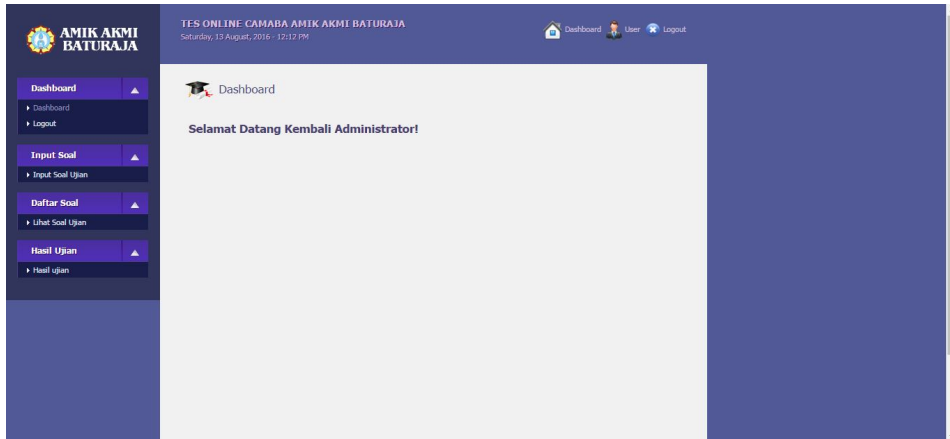 AMIK AKMI
BATURAJA
TES ONLINE CAMABA AMIK AKMI BATURAJA
Saturday, 13 August, 2016 - 12:12 PM
Dashboard
User
Logout
Dashboard
Dashboard
Logout
Input Soal
Input Soal Ujian
Daftar Soal
Lihat Soal Ujian
Hasil Ujian
Hasil ujian
Dashboard
Selamat Datang Kembali Administrator!